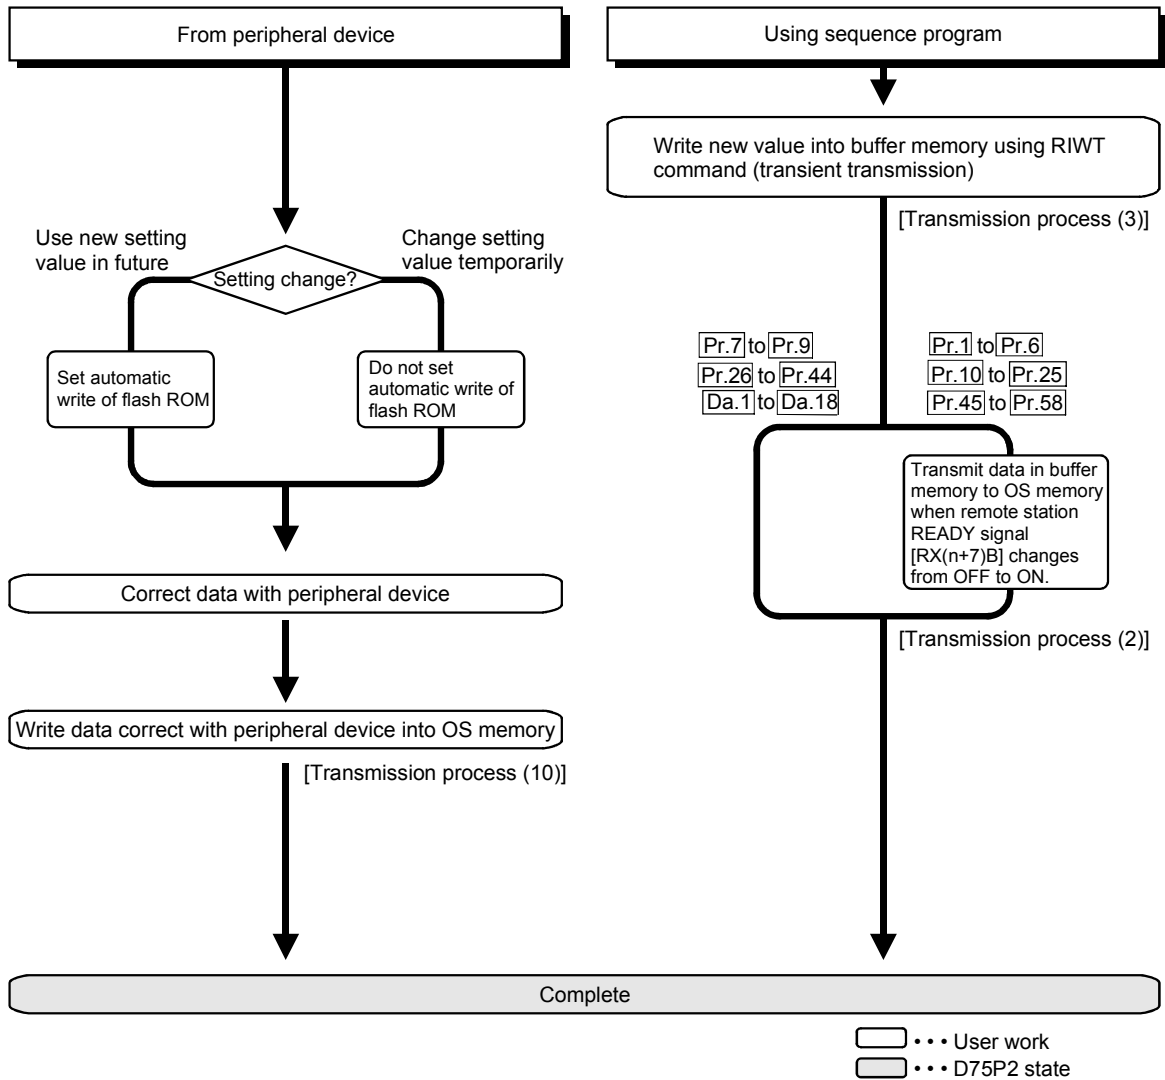 From peripheral device
Using sequence program
Write new value into buffer memory using RIWT
command (transient transmission)
[Transmission process (3)]
Use new setting
value in future
Change setting
value temporarily
Setting change?
Set automatic
write of flash ROM
Do not set
automatic write of
flash ROM
Pr.7 to Pr.9
Pr.26 to Pr.44
Da.1 to Da.18
Pr.1 to Pr.6
Pr.10 to Pr.25
Pr.45 to Pr.58
Transmit data in buffer
memory to OS memory
when remote station
READY signal
[RX(n+7)B] changes
from OFF to ON.
Correct data with peripheral device
[Transmission process (2)]
Write data correct with peripheral device into OS memory
[Transmission process (10)]
Complete
• • • User work
• • • D75P2 state